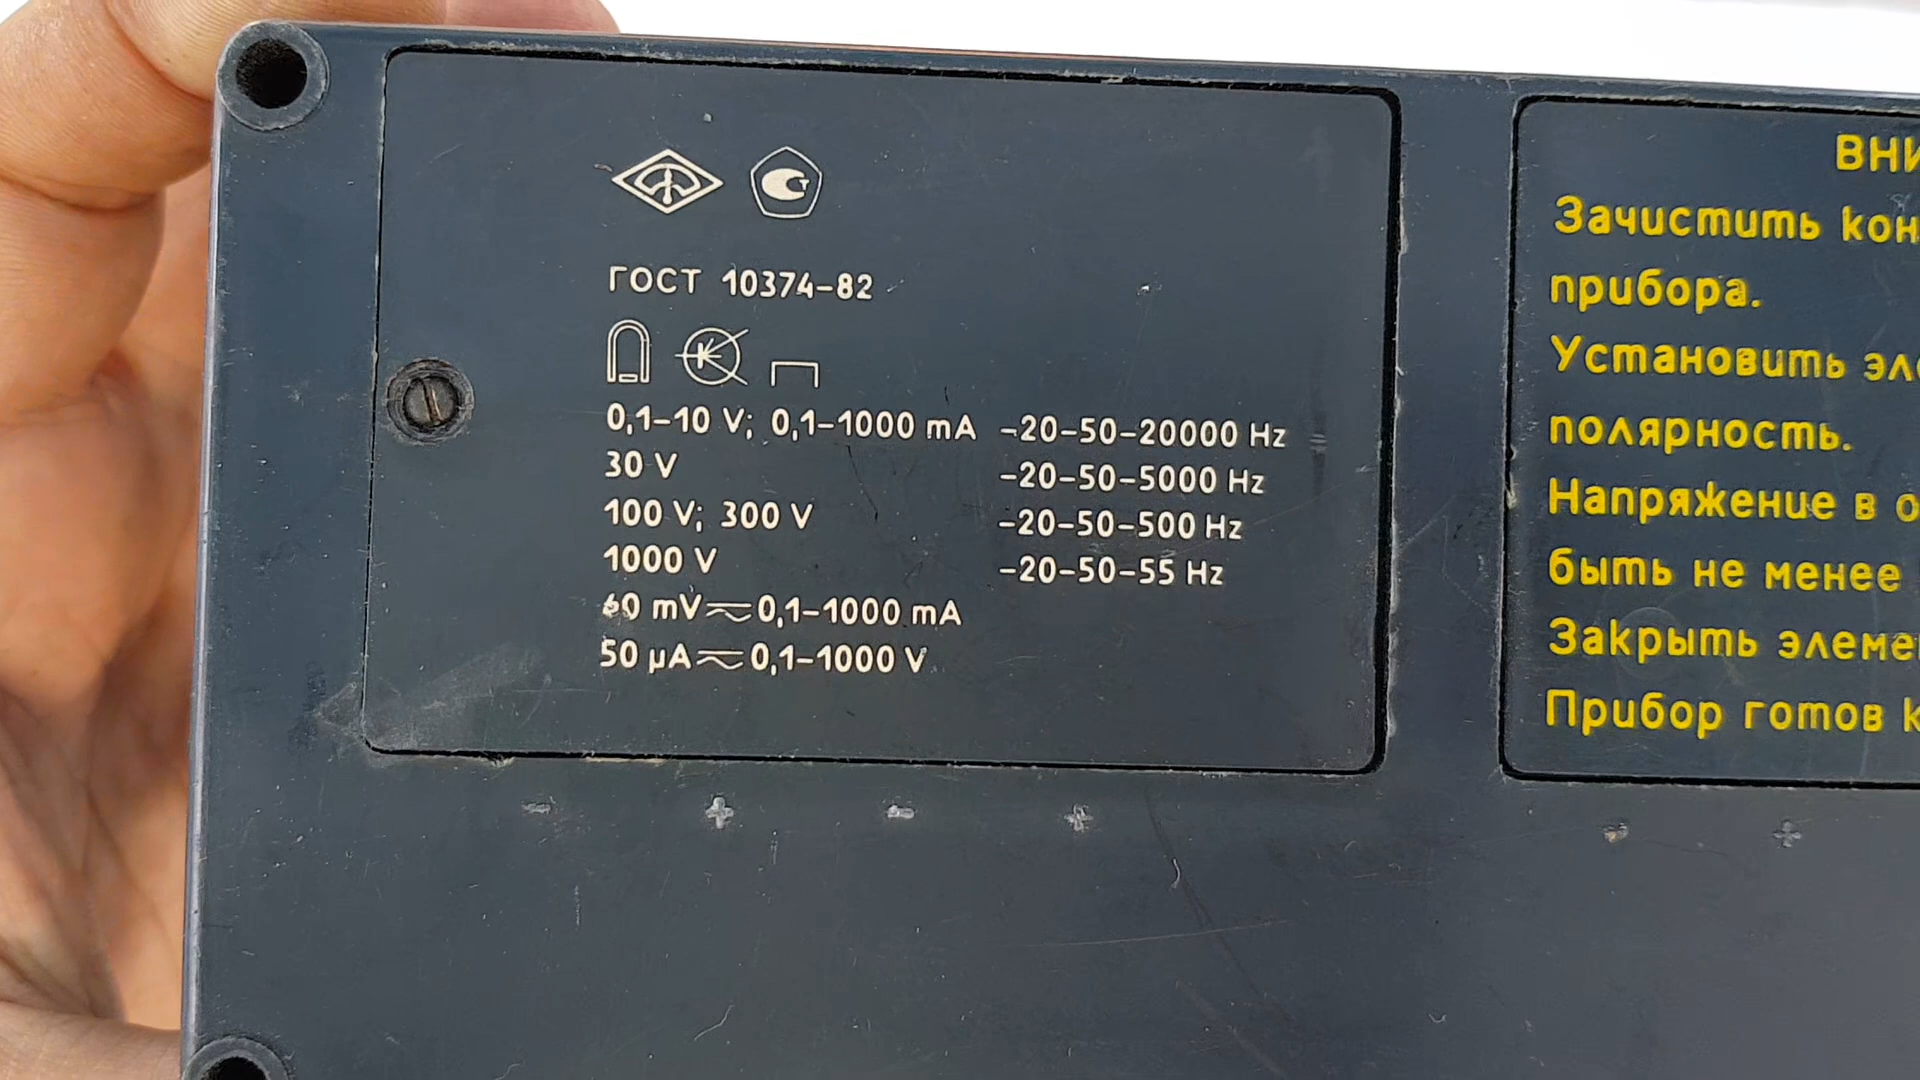 ГОСТ 10374-82
0,1-10 V; 0,1-1000 mA -20-50-20000 Hz
30 V -20-50-5000 Hz
100 V; 300 V -20-50-500 Hz
1000 V -20-50-55 Hz
60 mV ≂ 0,1-1000 mA
50 µA ≂ 0,1-1000 V
- + - +
Зачистить
прибора.
Установить
полярность.
Напряжение в
быть не менее
Закрыть
Прибор готов
- +